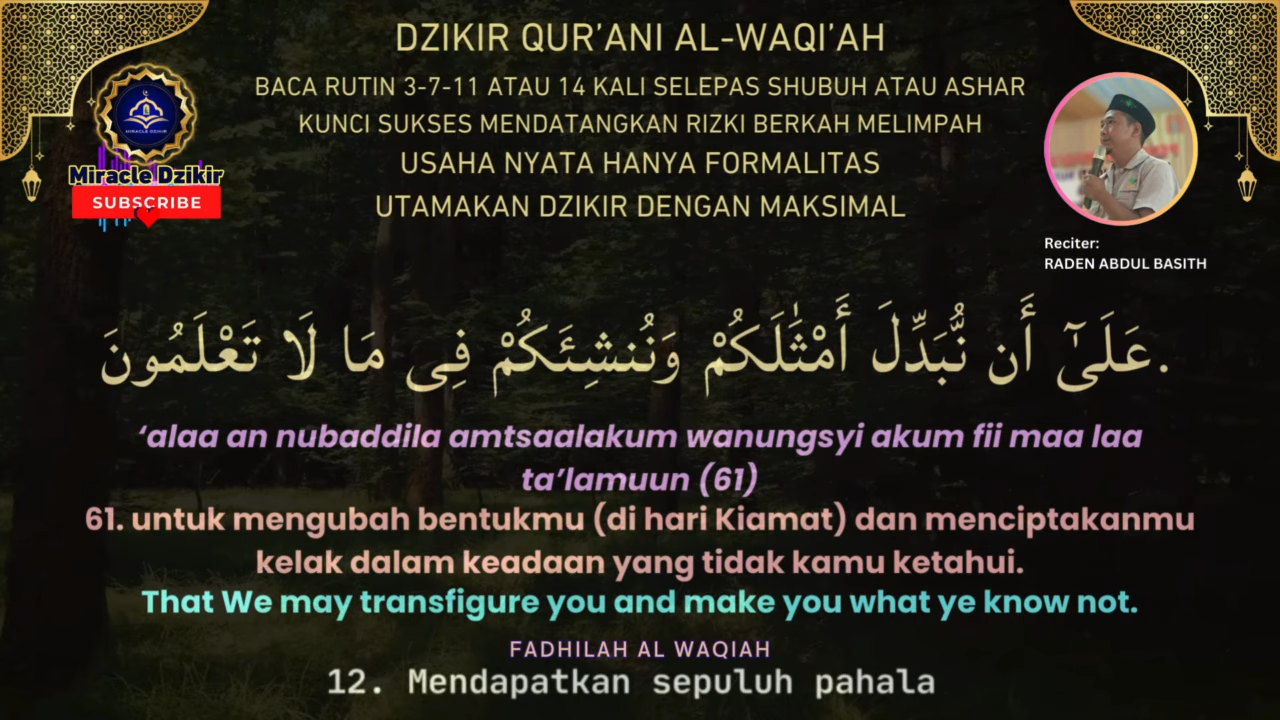 DZIKIR QUR’ANI AL-WAQI’AH
BACA RUTIN 3-7-11 ATAU 14 KALI SELEPAS SHUBUH ATAU ASHAR
KUNCI SUKSES MENDATANGKAN RIZKI BERKAH MELIMPAH
USAHA NYATA HANYA FORMALITAS
UTAMAKAN DZIKIR DENGAN MAKSIMAL
MIRACLE DZIKIR
Miracle Dzikir
SUBSCRIBE
Reciter:
RADEN ABDUL BASITH
عَلَىٰٓ أَن نُّبَدِّلَ أَمْثَٰلَكُمْ وَنُنشِئَكُمْ فِى مَا لَا تَعْلَمُونَ.
‘alaa an nubaddila amtsaalakum wanungsyi akum fii maa laa
ta’lamuun (61)
61. untuk mengubah bentukmu (di hari Kiamat) dan menciptakanmu
kelak dalam keadaan yang tidak kamu ketahui.
That We may transfigure you and make you what ye know not.
FADHILAH AL WAQIAH
12. Mendapatkan sepuluh pahala